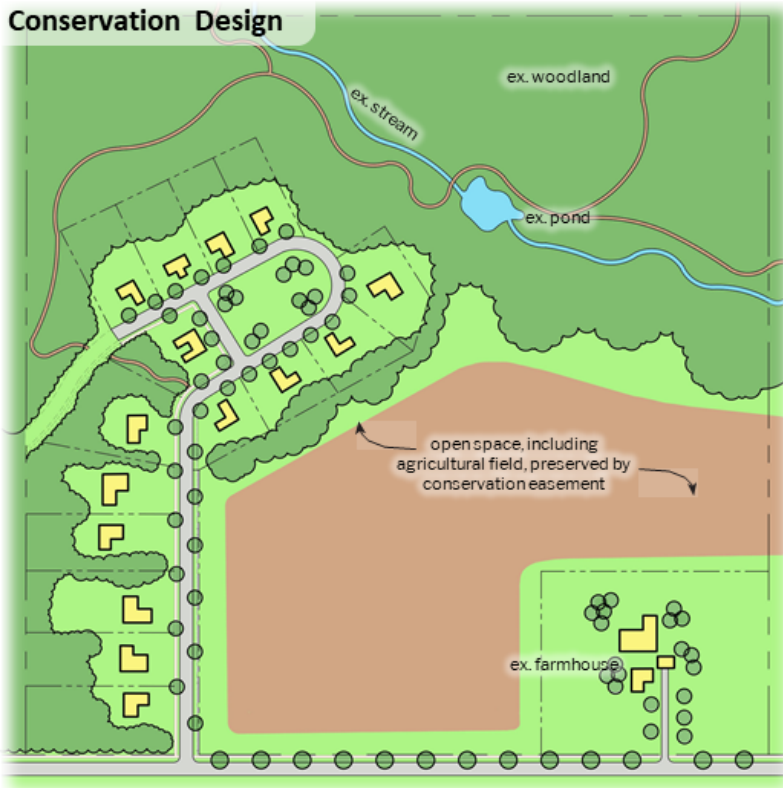 Conservation Design
ex. woodland
ex. stream
ex. pond
open space, including
agricultural field, preserved by
conservation easement
ex. farmhouse